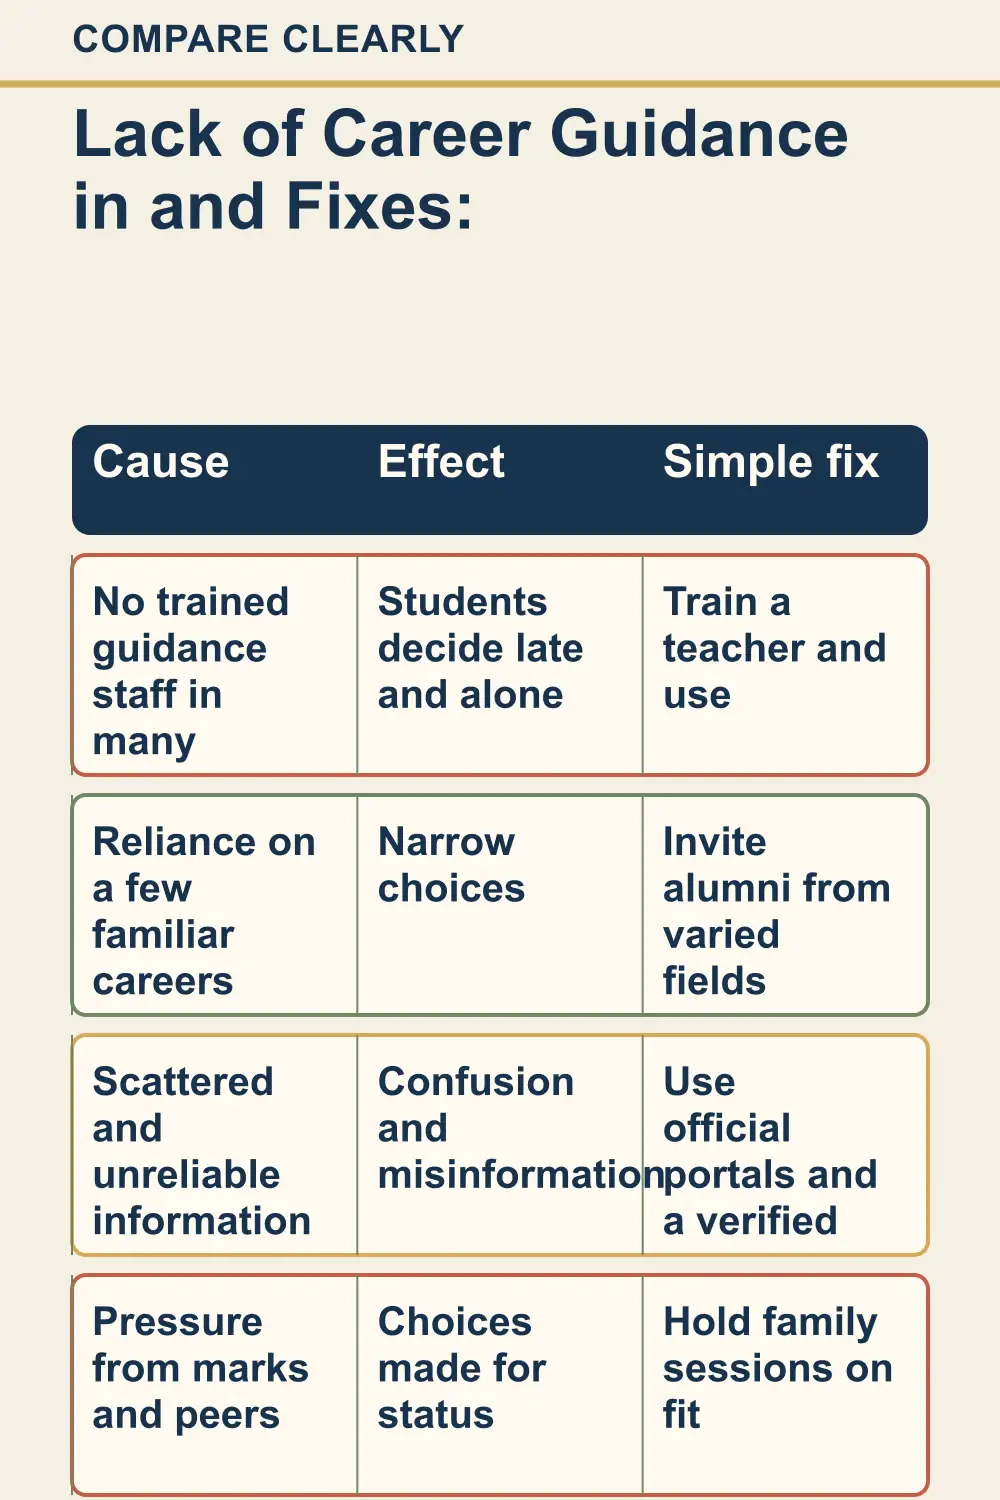 COMPARE CLEARLY
Lack of Career Guidance
in and Fixes:
Cause
Effect
Simple fix
No trained
guidance
staff in
many
Students
decide late
and alone
Train a
teacher and
use
Reliance on
a few
familiar
careers
Narrow
choices
Invite
alumni from
varied
fields
Scattered
and
unreliable
information
Confusion
and
misinformation
Use
official
portals and
a verified
Pressure
from marks
and peers
Choices
made for
status
Hold family
sessions on
fit